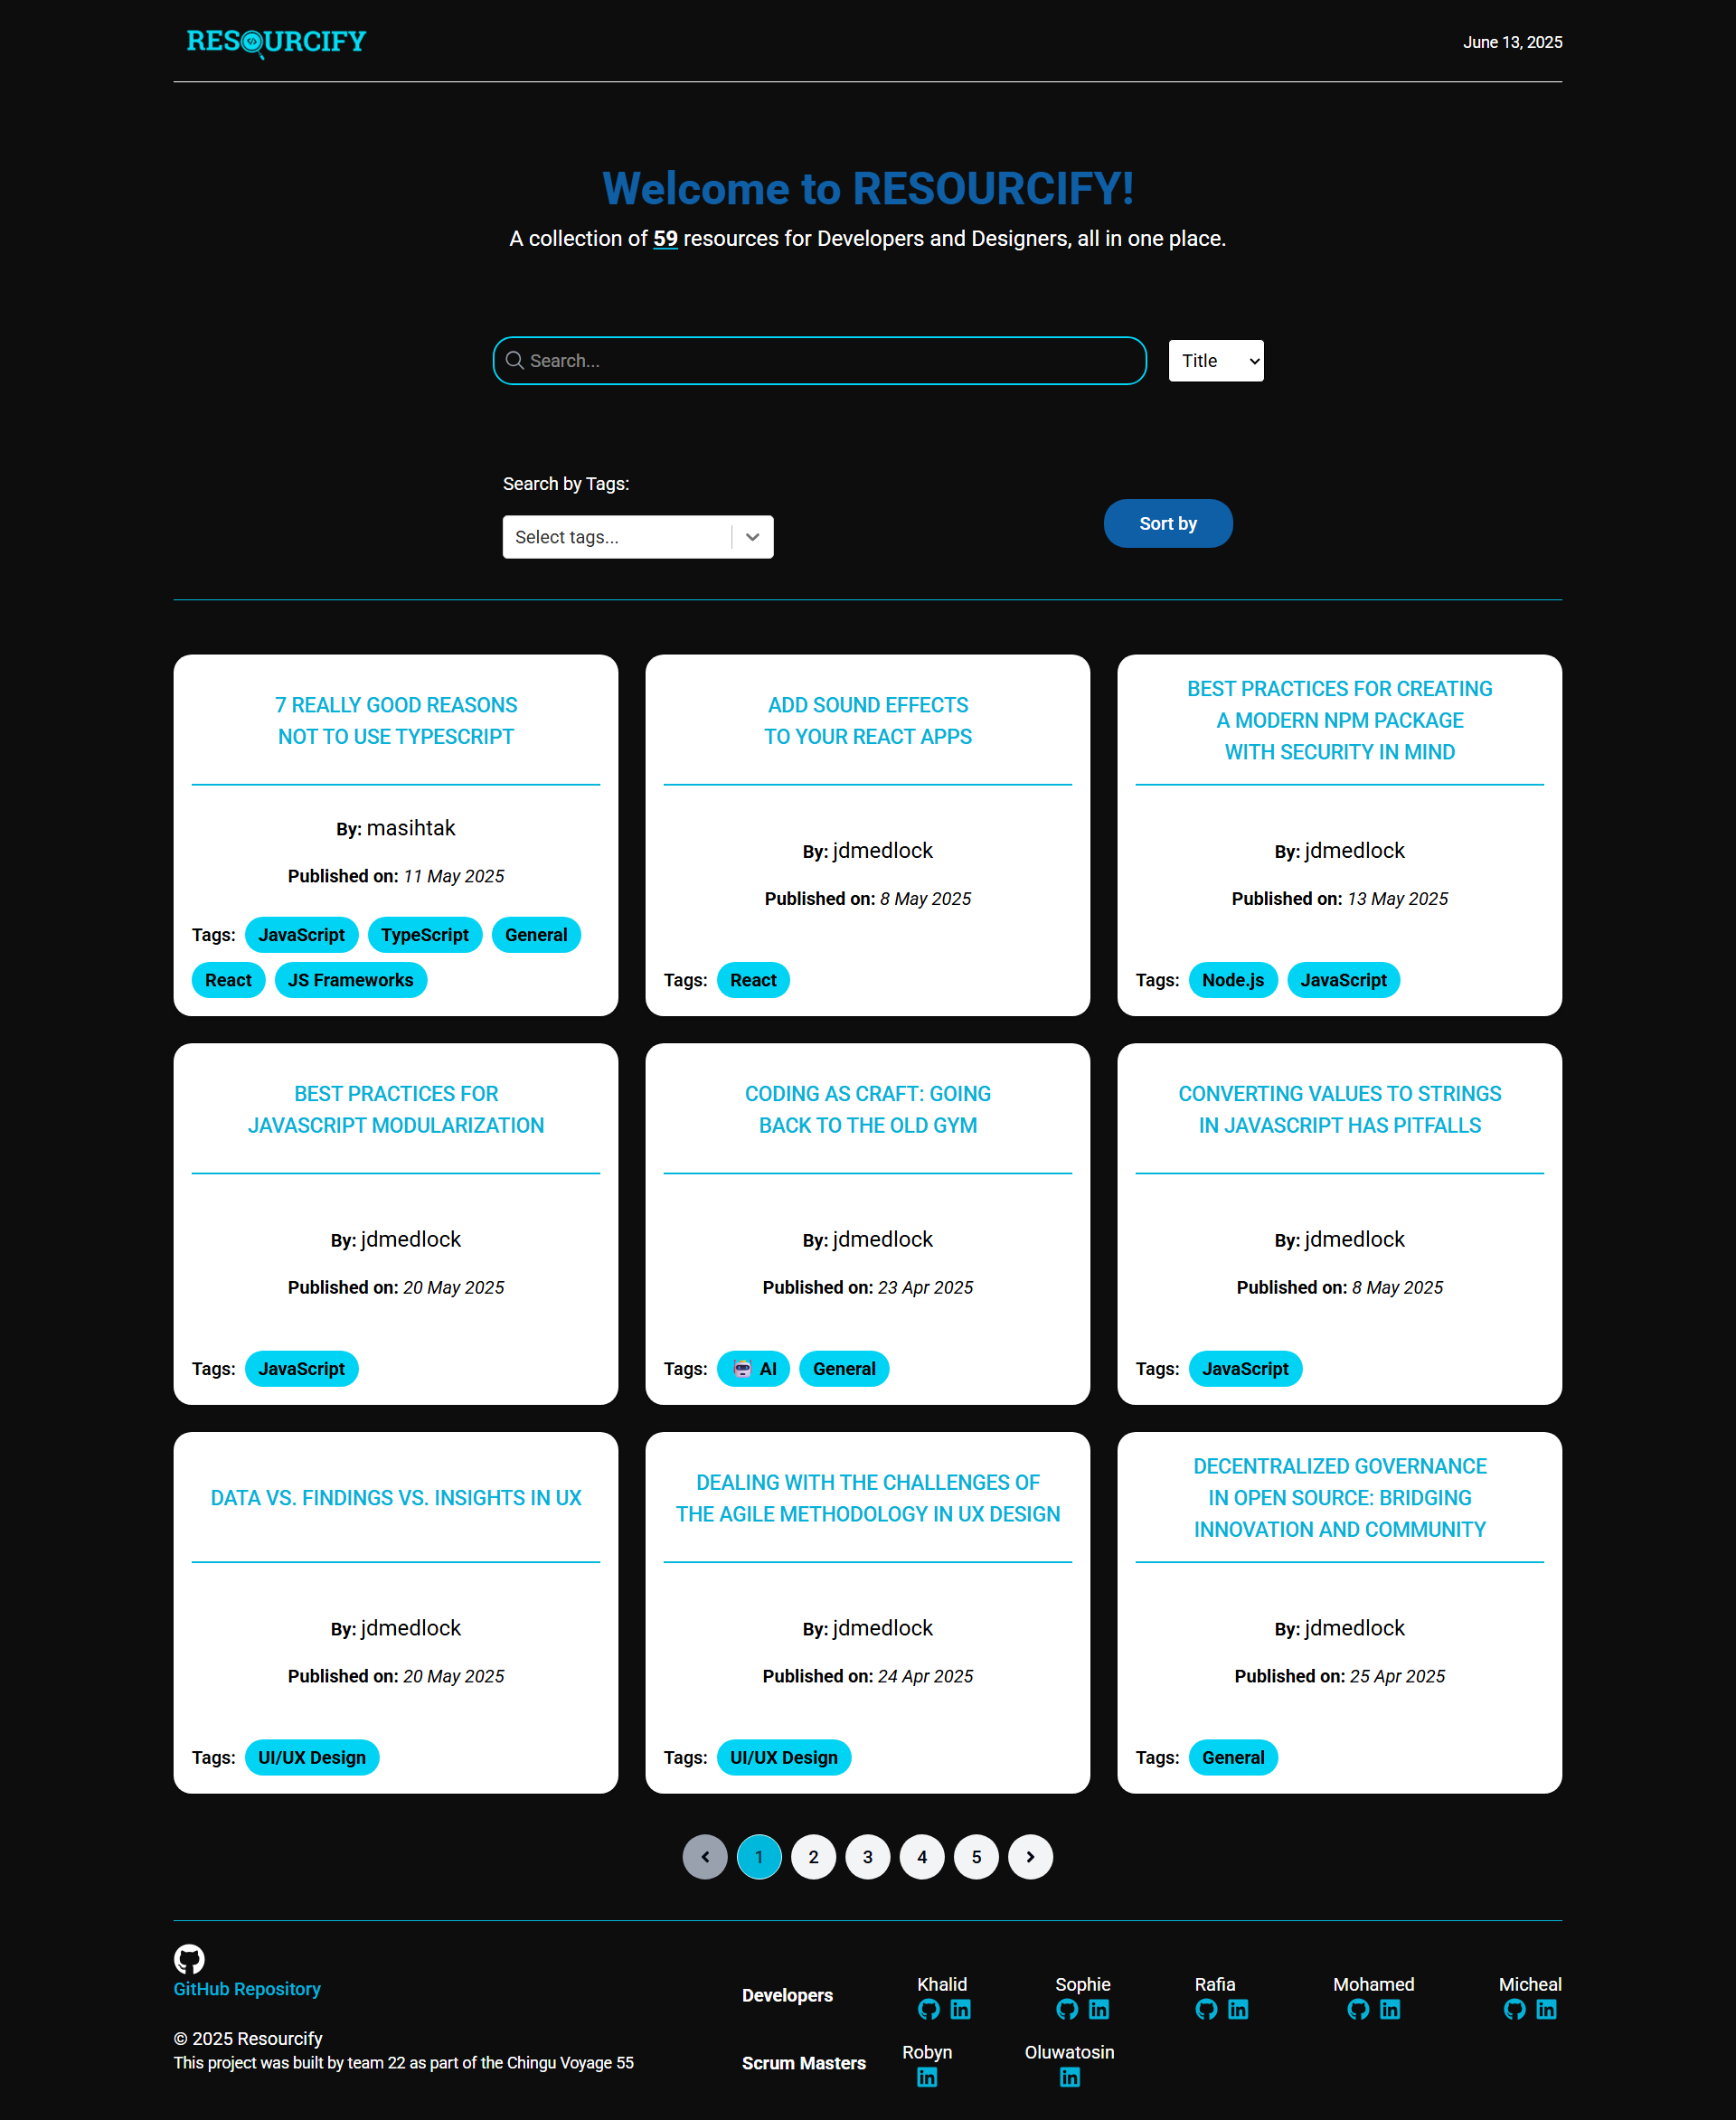 RESOURCIFY
June 13, 2025
Welcome to RESOURCIFY!
A collection of 59 resources for Developers and Designers, all in one place.
Search...
Title
Search by Tags:
Select tags...
Sort by
7 REALLY GOOD REASONS
NOT TO USE TYPESCRIPT
By: masihtak
Published on: 11 May 2025
Tags: JavaScript TypeScript General
React JS Frameworks
ADD SOUND EFFECTS
TO YOUR REACT APPS
By: jdmedlock
Published on: 8 May 2025
Tags: React
BEST PRACTICES FOR CREATING
A MODERN NPM PACKAGE
WITH SECURITY IN MIND
By: jdmedlock
Published on: 13 May 2025
Tags: Node.js JavaScript
BEST PRACTICES FOR
JAVASCRIPT MODULARIZATION
By: jdmedlock
Published on: 20 May 2025
Tags: JavaScript
CODING AS CRAFT: GOING
BACK TO THE OLD GYM
By: jdmedlock
Published on: 23 Apr 2025
Tags: 🤖 AI General
CONVERTING VALUES TO STRINGS
IN JAVASCRIPT HAS PITFALLS
By: jdmedlock
Published on: 8 May 2025
Tags: JavaScript
DATA VS. FINDINGS VS. INSIGHTS IN UX
By: jdmedlock
Published on: 20 May 2025
Tags: UI/UX Design
DEALING WITH THE CHALLENGES OF
THE AGILE METHODOLOGY IN UX DESIGN
By: jdmedlock
Published on: 24 Apr 2025
Tags: UI/UX Design
DECENTRALIZED GOVERNANCE
IN OPEN SOURCE: BRIDGING
INNOVATION AND COMMUNITY
By: jdmedlock
Published on: 25 Apr 2025
Tags: General
1 2 3 4 5
GitHub Repository
© 2025 Resourcify
This project was built by team 22 as part of the Chingu Voyage 55
Developers
Khalid Sophie Rafia Mohamed Micheal
Scrum Masters
Robyn Oluwatosin